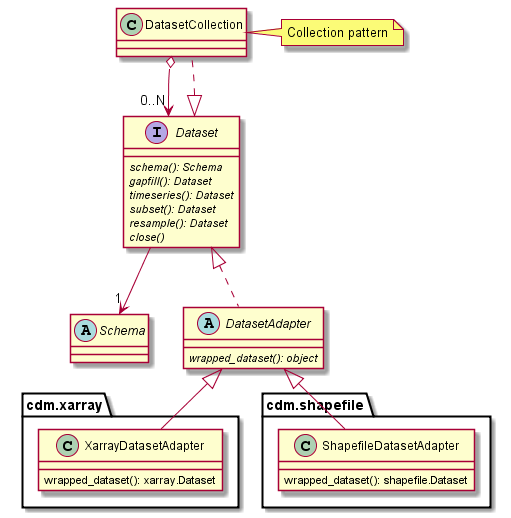 C DatasetCollection
Collection pattern
0..N
I Dataset
schema(): Schema
gapfill(): Dataset
timeseries(): Dataset
subset(): Dataset
resample(): Dataset
close()
1
A Schema
A DatasetAdapter
wrapped_dataset(): object
cdm.xarray
cdm.shapefile
C XarrayDatasetAdapter
wrapped_dataset(): xarray.Dataset
C ShapefileDatasetAdapter
wrapped_dataset(): shapefile.Dataset